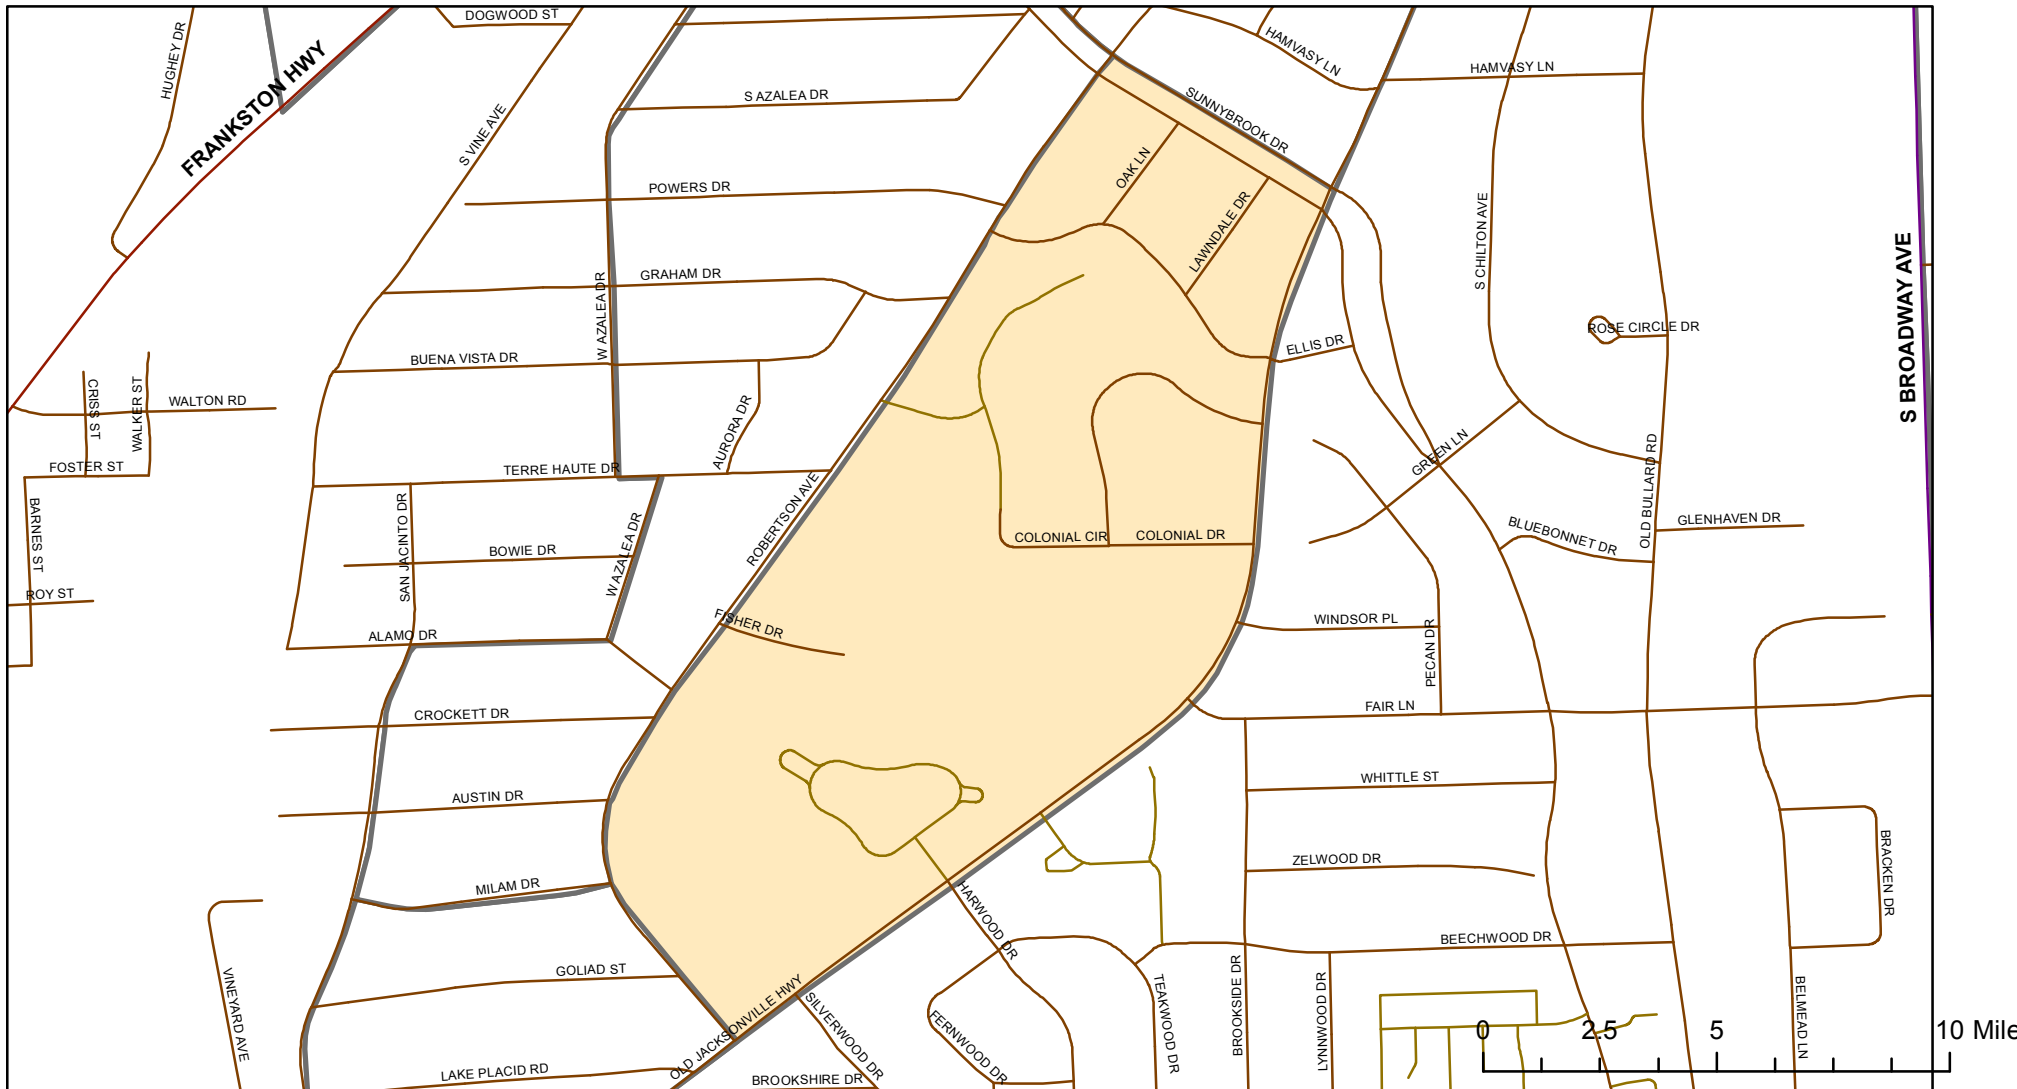 DOGWOOD ST
HUGHEY DR
FRANKSTON HWY
HAMVASY LN
HAMVASY LN
S AZALEA DR
S VINE AVE
SUNNYBROOK DR
OAK LN
POWERS DR
LAWNDALE DR
S CHILTON AVE
GRAHAM DR
W AZALEA DR
S BROADWAY AVE
ROSE CIRCLE DR
ELLIS DR
BUENA VISTA DR
CRISS ST
WALKER ST
WALTON RD
AURORA DR
GREEN LN
FOSTER ST
TERRE HAUTE DR
OLD BULLARD RD
BARNES ST
SAN JACINTO DR
ROBERTSON AVE
GLENHAVEN DR
BLUEBONNET DR
COLONIAL CIR
COLONIAL DR
BOWIE DR
W AZALEA DR
ROY ST
FISHER DR
WINDSOR PL
ALAMO DR
PECAN DR
FAIR LN
CROCKETT DR
WHITTLE ST
AUSTIN DR
ZELWOOD DR
BRACKEN DR
MILAM DR
HARWOOD DR
BEECHWOOD DR
GOLIAD ST
VINEYARD AVE
OLD JACKSONVILLE HWY
SILVERWOOD DR
FERNWOOD DR
TEAKWOOD DR
BROOKSIDE DR
LYNNWOOD DR
BELMEAD LN
LAKE PLACID RD
BROOKSHIRE DR
0 2.5 5 10 Mile